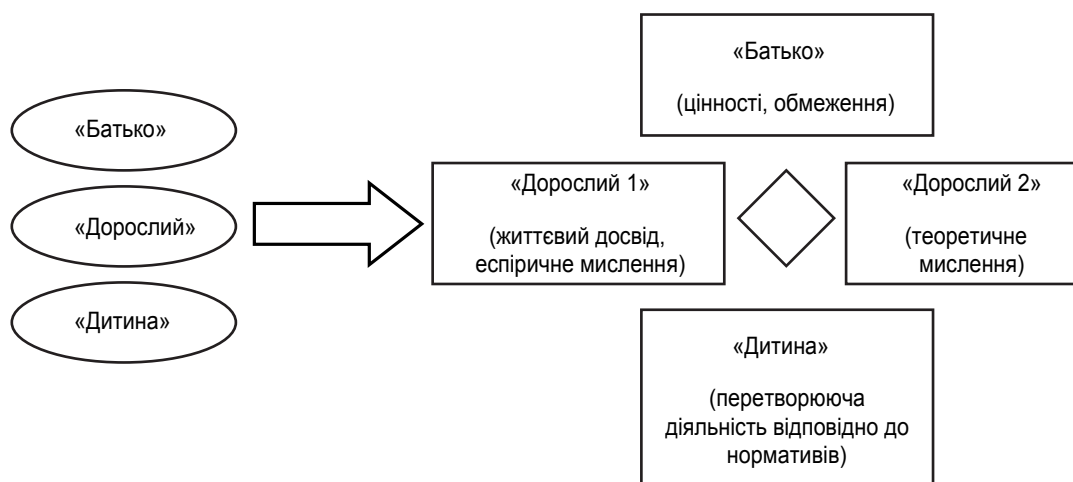 «Батько»
«Дорослий»
«Дитина»
«Батько»
(цінності, обмеження)
«Дорослий 1»
(життєвий досвід,
еспіричне мислення)
«Дорослий 2»
(теоретичне
мислення)
«Дитина»
(перетворююча
діяльність відповідно до
нормативів)